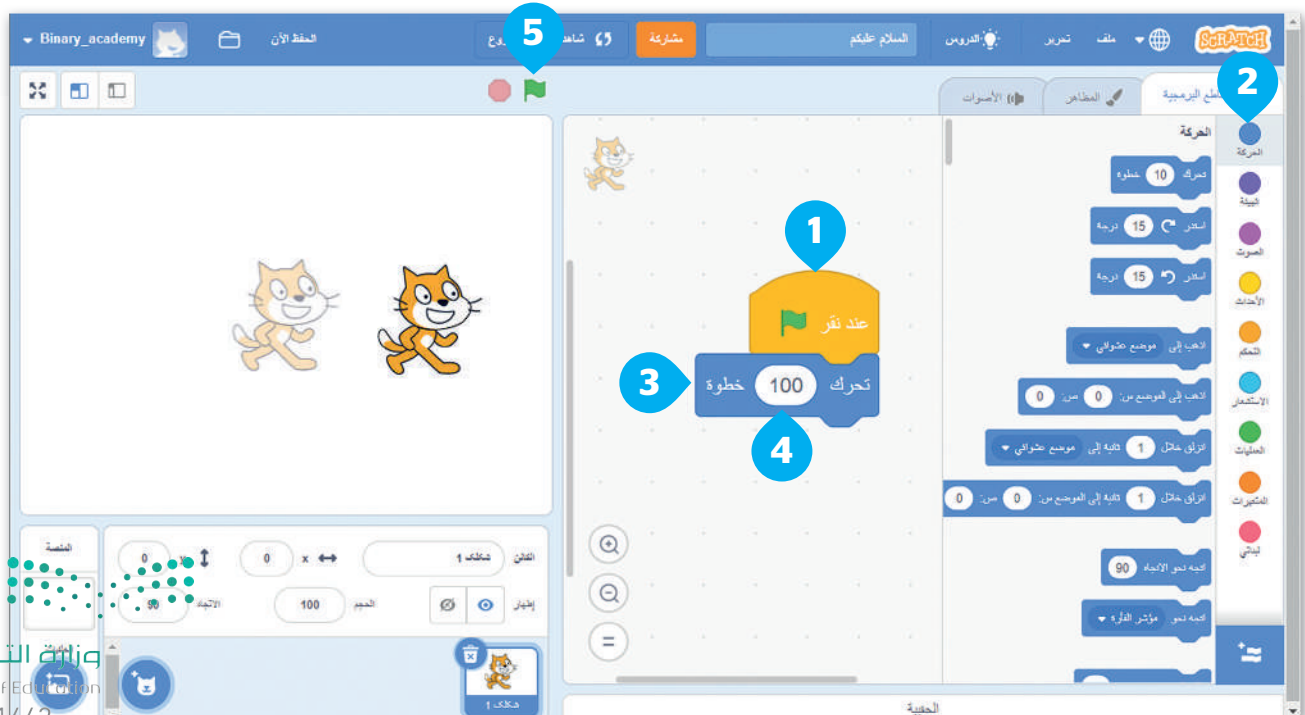 SCRATCH ملف تحرير الدروس السلام عليكم مشاركة الحفظ الآن Binary_academy
5
2
المظاهر الأصوات
الحركة
الحركة
الهيئة
الصوت
الأحداث
التحكم
الاستشعار
العمليات
المتغيرات
لبناتي
تحرك 10 خطوة
استدر 15 درجة
استدر 15 درجة
اذهب إلى موضع عشوائي
اذهب إلى الموضع س: 0 ص: 0
انزلق خلال 1 ثانية إلى موضع عشوائي
انزلق خلال 1 ثانية إلى الموضع س: 0 ص: 0
اتجه نحو الاتجاه 90
اتجه نحو مؤشر الفأرة
1
عند نقر
3
تحرك 100 خطوة
4
الحقيبة
الكائن 1 x 0 0
إظهار الحجم 100 الاتجاه 90
المنصة